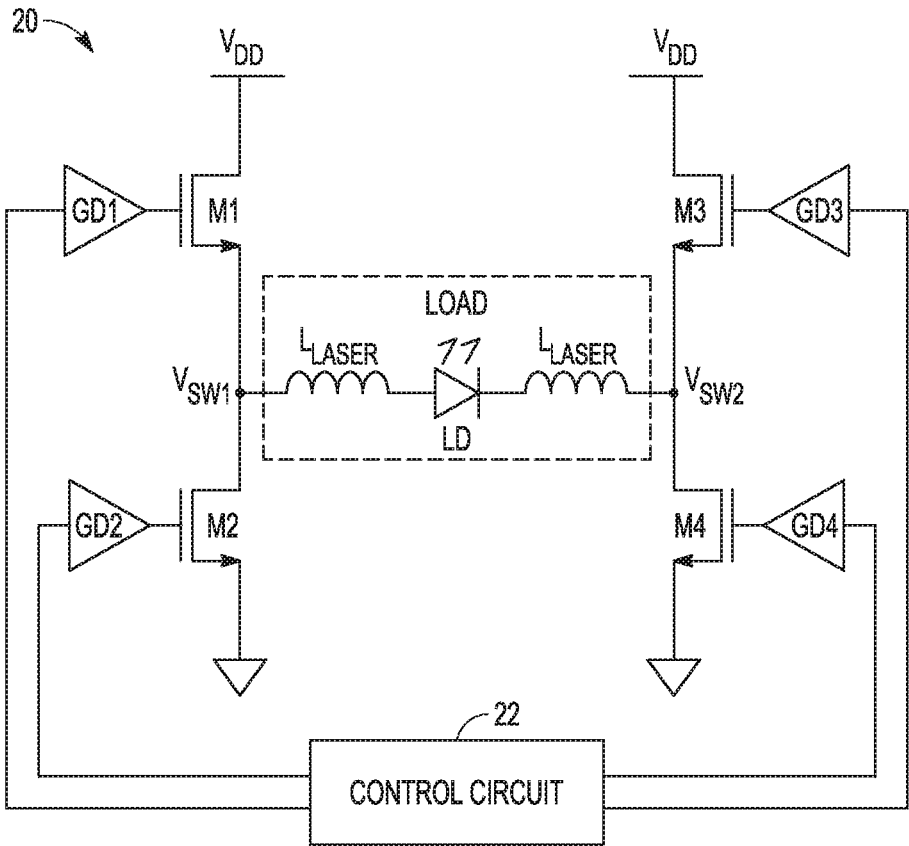 20
VDD
VDD
GD1
M1
M3
GD3
LOAD
LLASER
LLASER
VSW1
VSW2
LD
GD2
M2
M4
GD4
22
CONTROL CIRCUIT